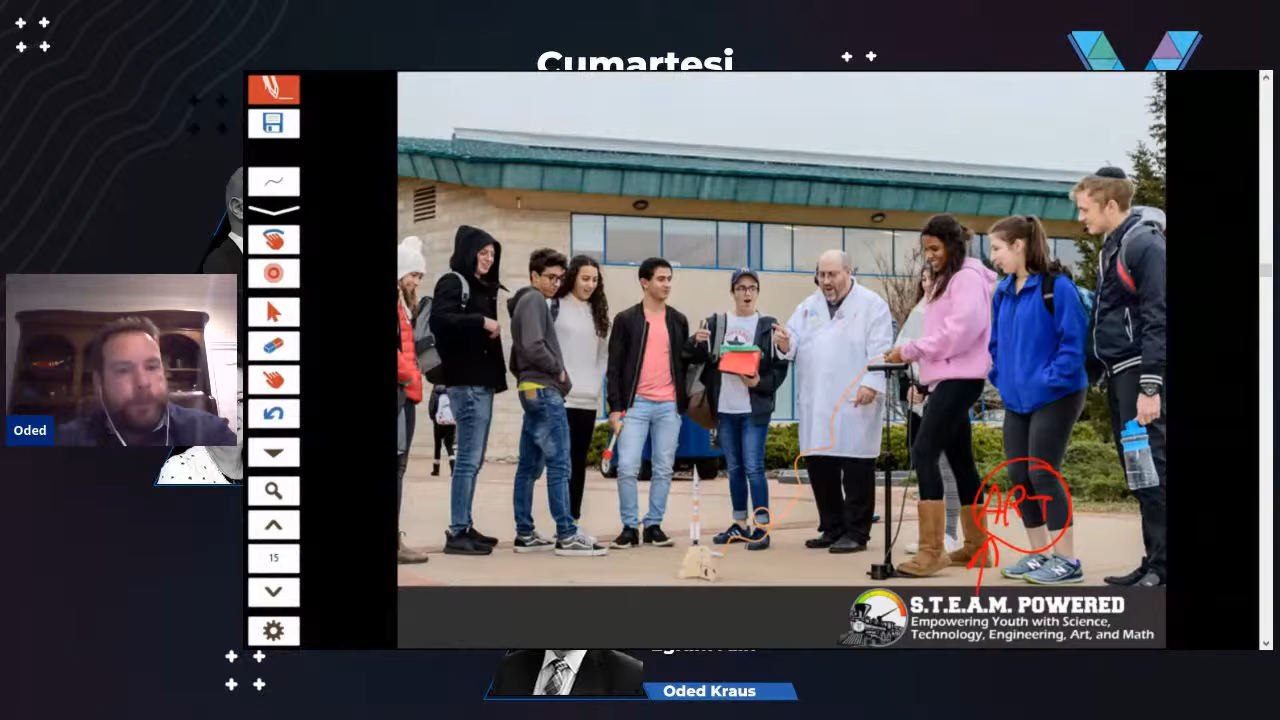 Cumartesi
Oded
15
ART
S.T.E.A.M. POWERED
Empowering Youth with Science,
Technology, Engineering, Art, and Math
Oded Kraus